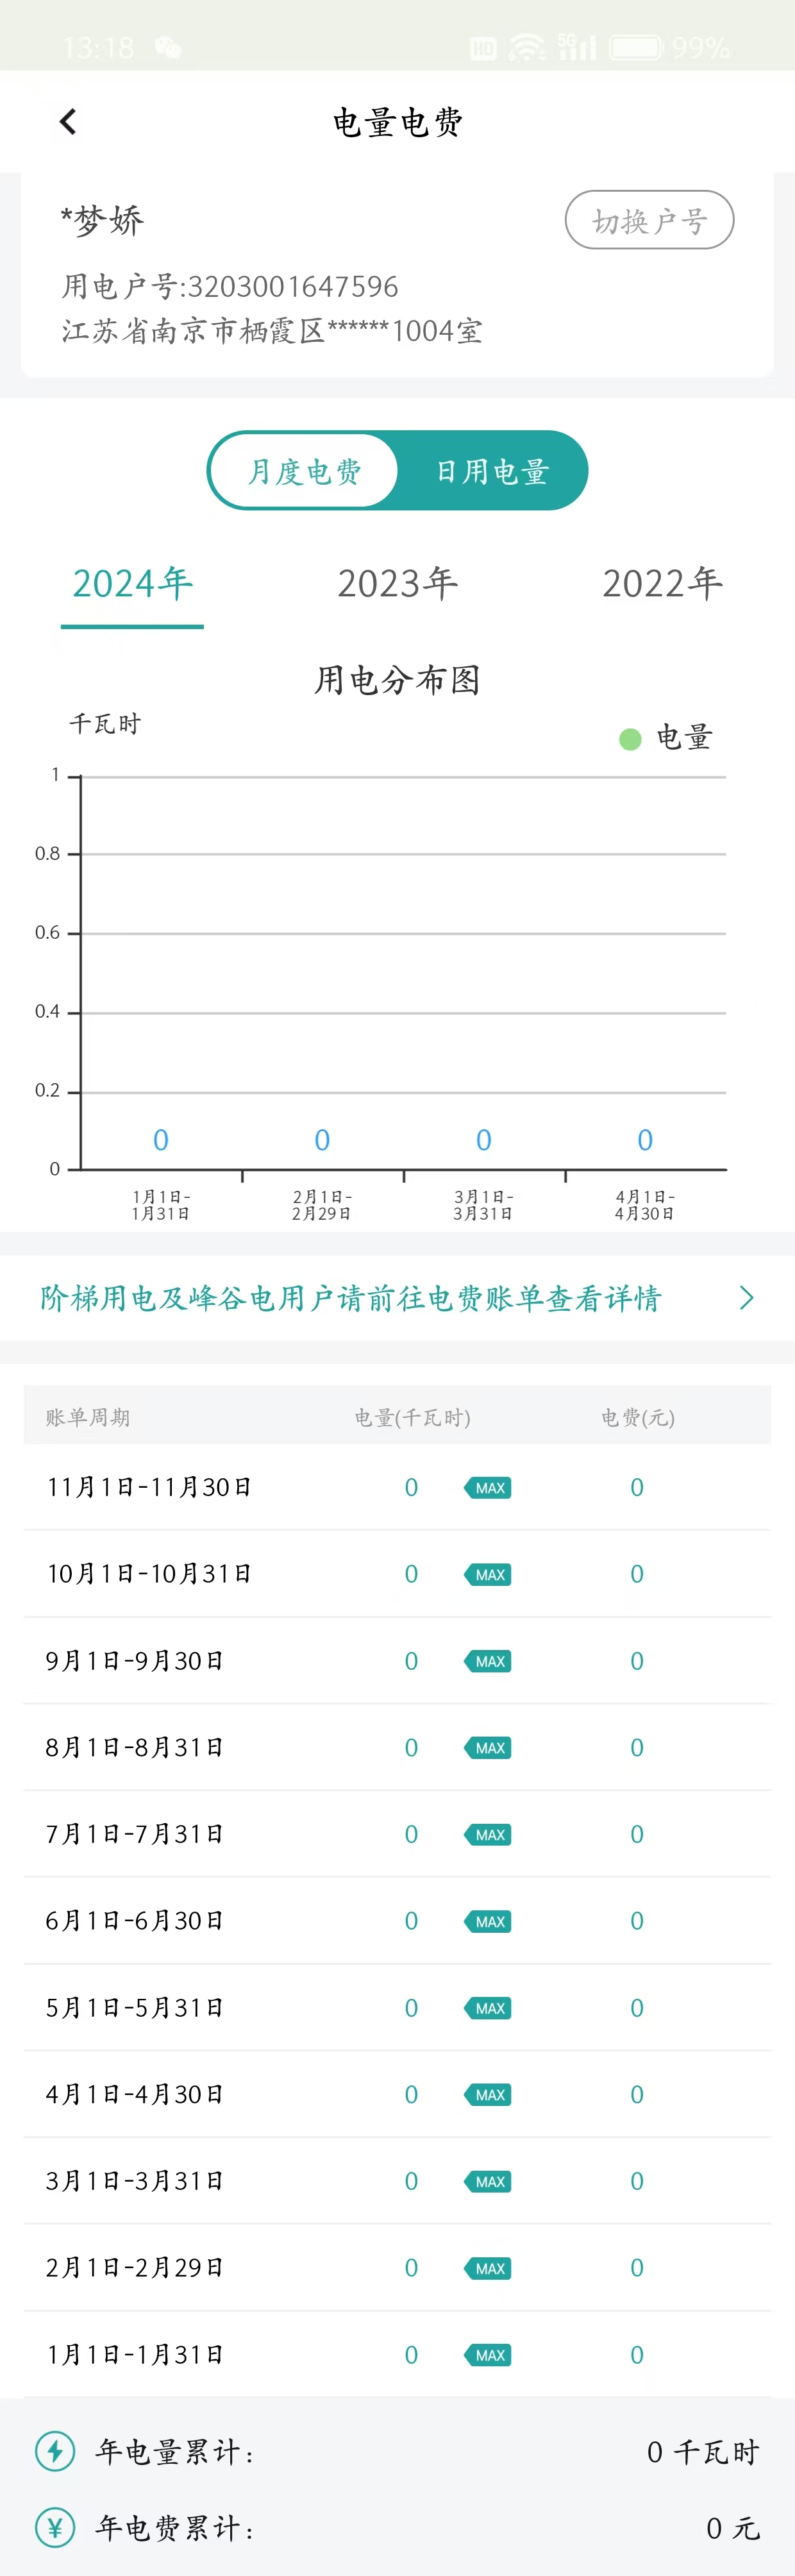 13:18 HD 5G 99%
电量电费
*梦娇 切换户号
用电户号:3203001647596
江苏省南京市栖霞区******1004室
月度电费 日用电量
2024年 2023年 2022年
用电分布图
千瓦时
电量
1
0.8
0.6
0.4
0.2
0
0 0 0 0
1月1日- 2月1日- 3月1日- 4月1日-
1月31日 2月29日 3月31日 4月30日
阶梯用电及峰谷电用户请前往电费账单查看详情
账单周期 电量(千瓦时) 电费(元)
11月1日-11月30日 0 MAX 0
10月1日-10月31日 0 MAX 0
9月1日-9月30日 0 MAX 0
8月1日-8月31日 0 MAX 0
7月1日-7月31日 0 MAX 0
6月1日-6月30日 0 MAX 0
5月1日-5月31日 0 MAX 0
4月1日-4月30日 0 MAX 0
3月1日-3月31日 0 MAX 0
2月1日-2月29日 0 MAX 0
1月1日-1月31日 0 MAX 0
年电量累计： 0 千瓦时
¥ 年电费累计： 0 元